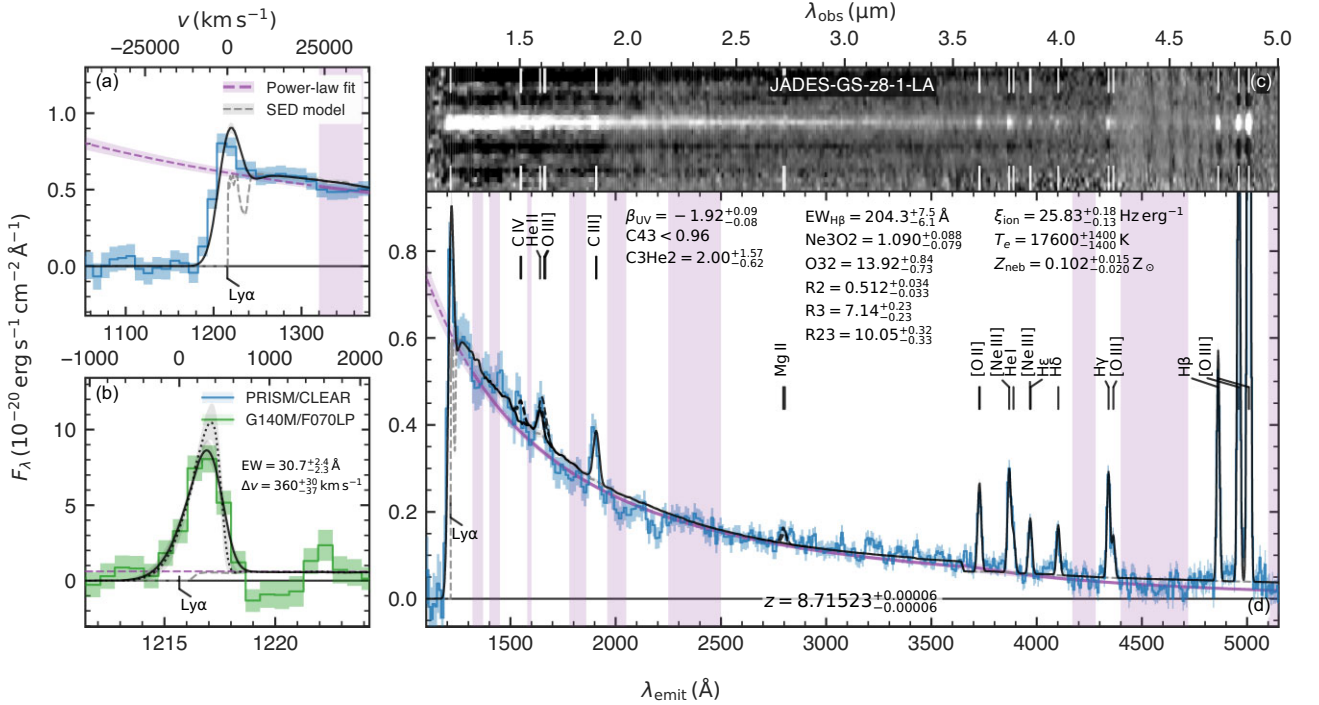 v (km s⁻¹)
−25000 0 25000
(a)
Power-law fit
SED model
1.0
0.5
0.0
Lyα
1100 1200 1300
−1000 0 1000 2000
(b)
PRISM/CLEAR
G140M/F070LP
EW = 30.7 +2.4 −2.3 Å
Δv = 360 +30 −37 km s⁻¹
10
5
0
Lyα
1215 1220
F_λ (10⁻²⁰ erg s⁻¹ cm⁻² Å⁻¹)
λ_obs (μm)
1.5 2.0 2.5 3.0 3.5 4.0 4.5 5.0
JADES-GS-z8-1-LA
(c)
β_UV = −1.92 +0.09 −0.08
C43 < 0.96
C3He2 = 2.00 +1.57 −0.62
EW_Hβ = 204.3 +7.5 −6.1 Å
Ne3O2 = 1.090 +0.088 −0.079
O32 = 13.92 +0.84 −0.73
R2 = 0.512 +0.034 −0.033
R3 = 7.14 +0.23 −0.23
R23 = 10.05 +0.32 −0.33
ξ_ion = 25.83 +0.18 −0.13 Hz erg⁻¹
T_e = 17600 +1400 −1400 K
Z_neb = 0.102 +0.015 −0.020 Z_⊙
C IV
He II
O III]
C III]
Mg II
[O II]
[Ne III]
He I
[Ne III]
Hε
Hδ
Hγ
[O III]
Hβ
[O III]
0.8
0.6
0.4
0.2
0.0
Lyα
z = 8.71523 +0.00006 −0.00006
(d)
1500 2000 2500 3000 3500 4000 4500 5000
λ_emit (Å)